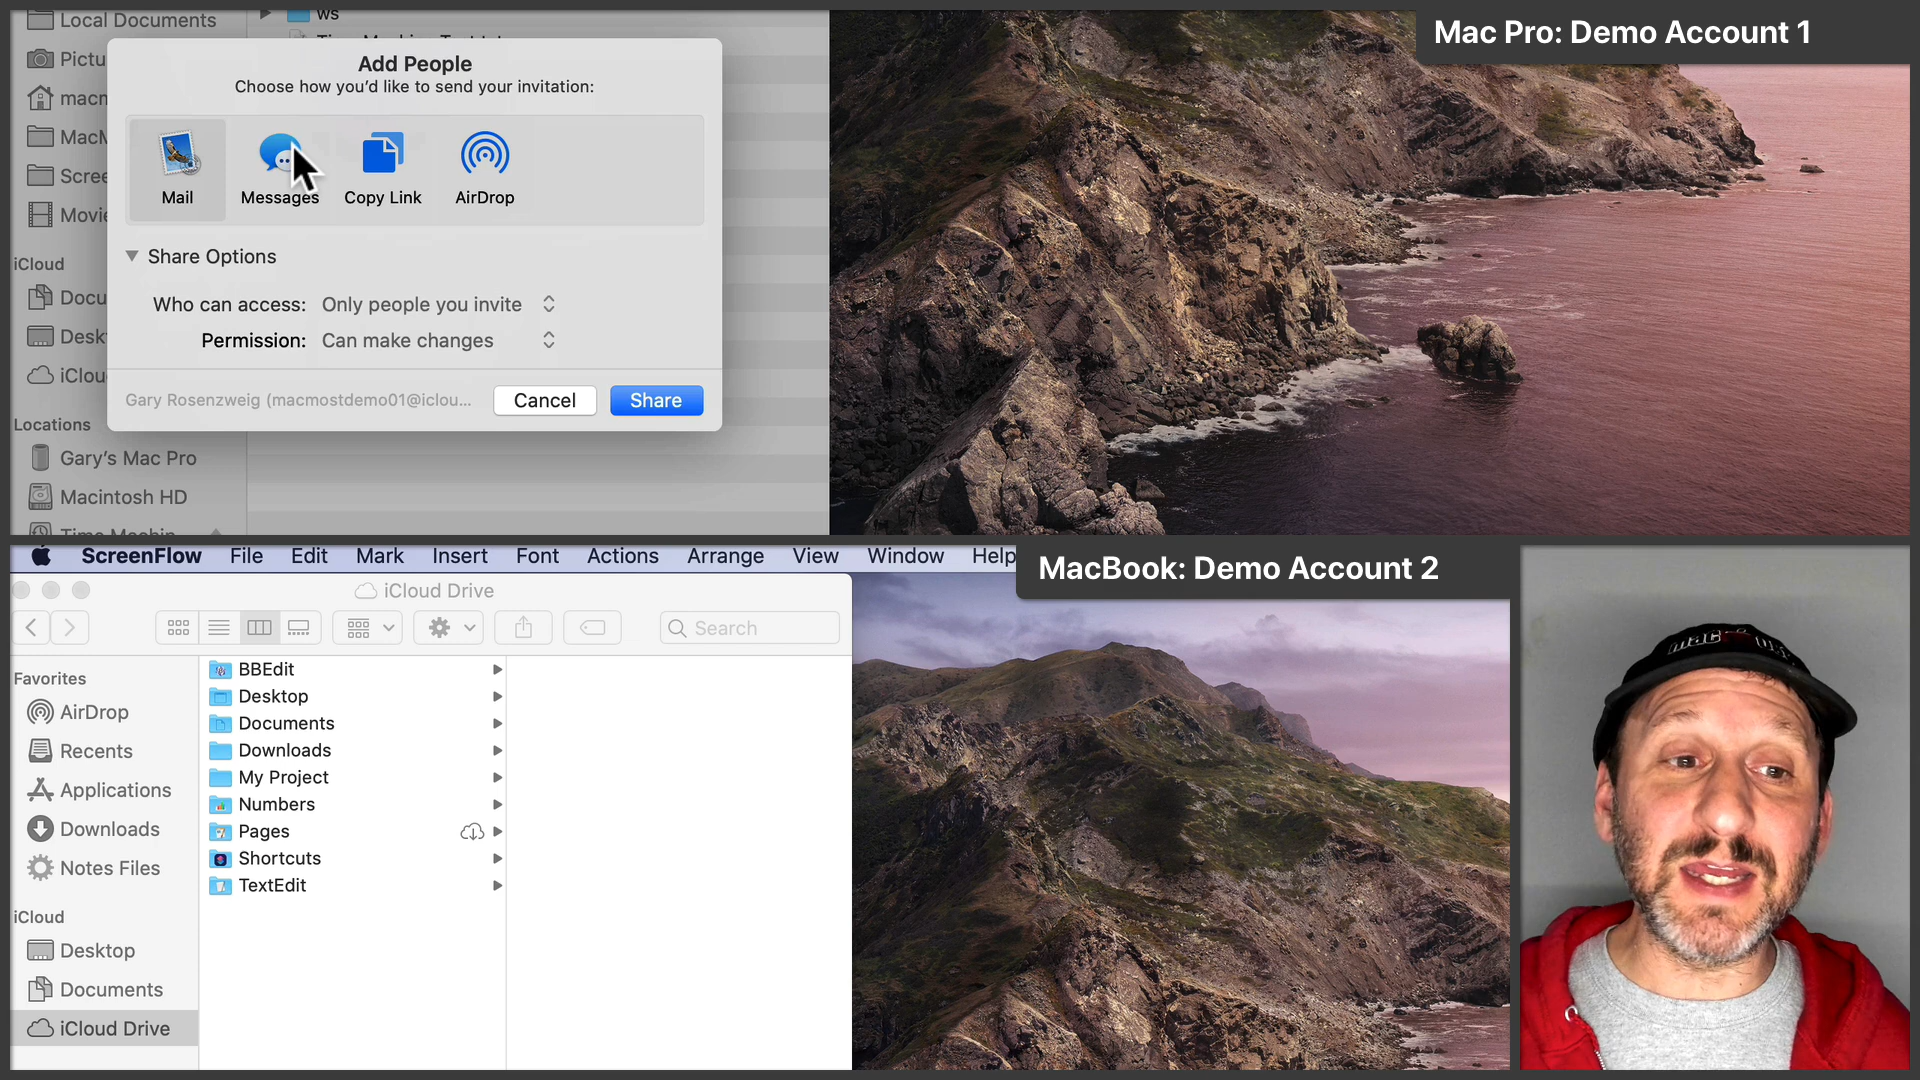 Local Documents
ws
Mac Pro: Demo Account 1
Add People
Choose how you'd like to send your invitation:
Mail
Messages
Copy Link
AirDrop
Share Options
Who can access: Only people you invite
Permission: Can make changes
Gary Rosenzweig (macmostdemo01@iclou...
Cancel
Share
iCloud
Locations
Gary's Mac Pro
Macintosh HD
ScreenFlow File Edit Mark Insert Font Actions Arrange View Window Help
MacBook: Demo Account 2
iCloud Drive
Search
Favorites
AirDrop
Recents
Applications
Downloads
Notes Files
iCloud
Desktop
Documents
iCloud Drive
BBEdit
Desktop
Documents
Downloads
My Project
Numbers
Pages
Shortcuts
TextEdit